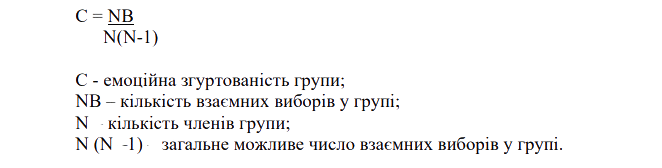 С = NB
N(N-1)
С - емоційна згуртованість групи;
NB – кількість взаємних виборів у групі;
N - кількість членів групи;
N (N -1) - загальне можливе число взаємних виборів у групі.